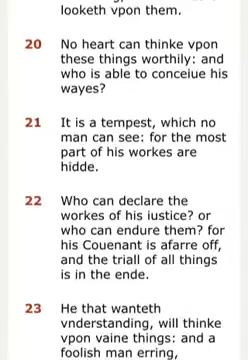 looketh vpon them.
20 No heart can thinke vpon
these things worthily: and
who is able to conceiue his
wayes?
21 It is a tempest, which no
man can see: for the most
part of his workes are
hidde.
22 Who can declare the
workes of his iustice? or
who can endure them? for
his Couenant is afarre off,
and the triall of all things
is in the ende.
23 He that wanteth
vnderstanding, will thinke
vpon vaine things: and a
foolish man erring,